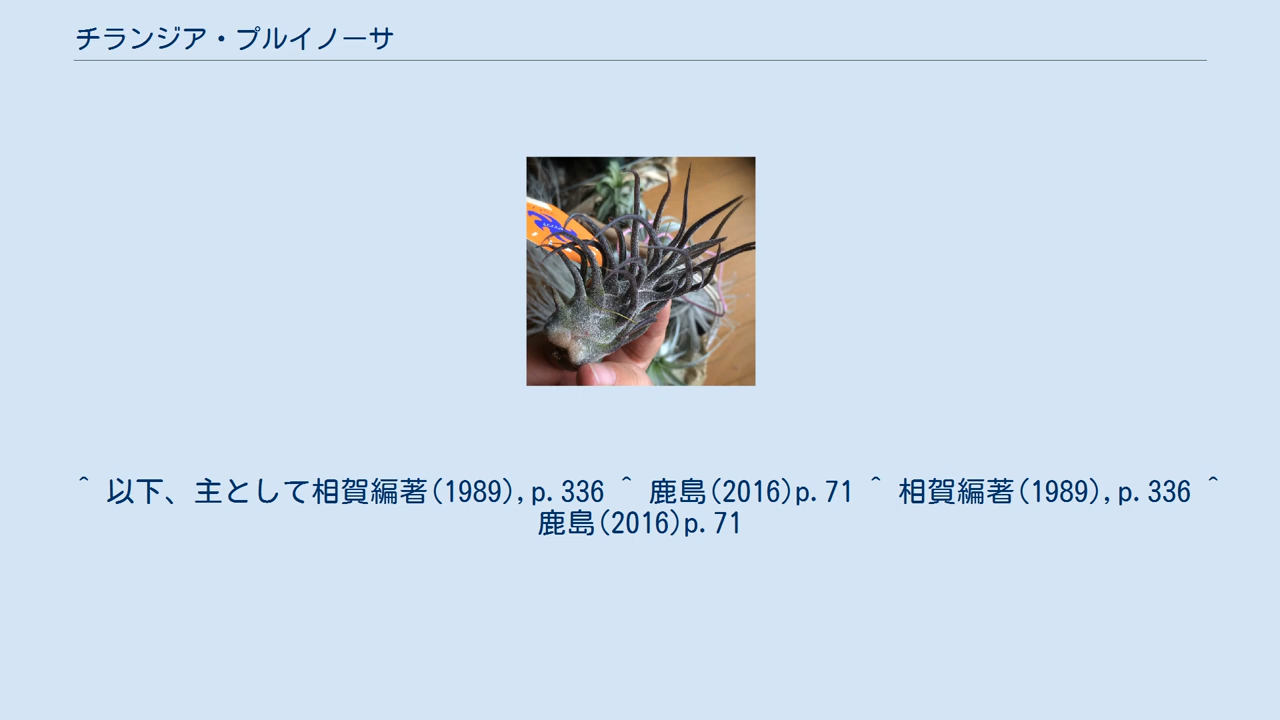 チランジア・プルイノーサ
^ 以下、主として相賀編著(1989),p.336 ^ 鹿島(2016)p.71 ^ 相賀編著(1989),p.336 ^
鹿島(2016)p.71